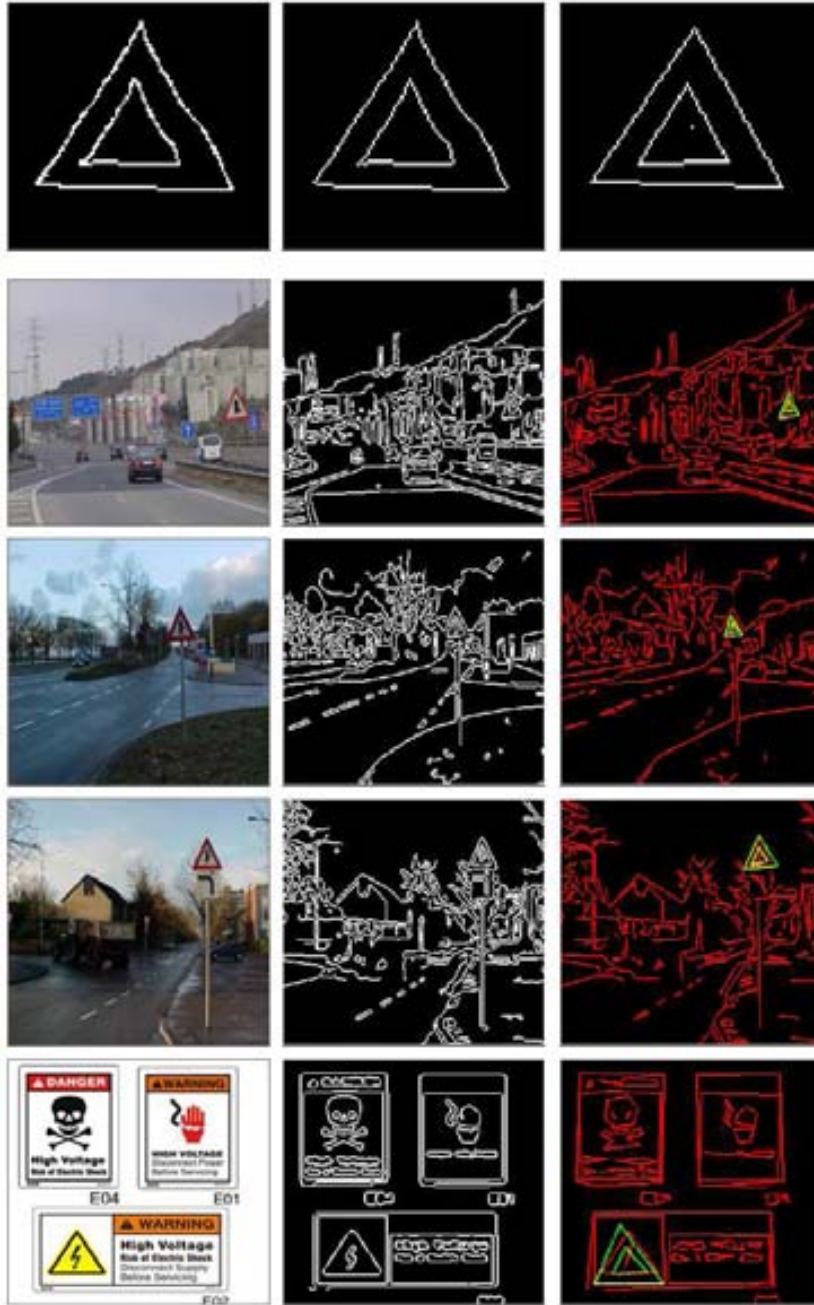 DANGER
High Voltage
Risk of Electric Shock
E04
WARNING
HIGH VOLTAGE
Disconnect Power
Before Servicing
E01
WARNING
High Voltage
Risk of Electric Shock
Disconnect Supply
Before Servicing
E02